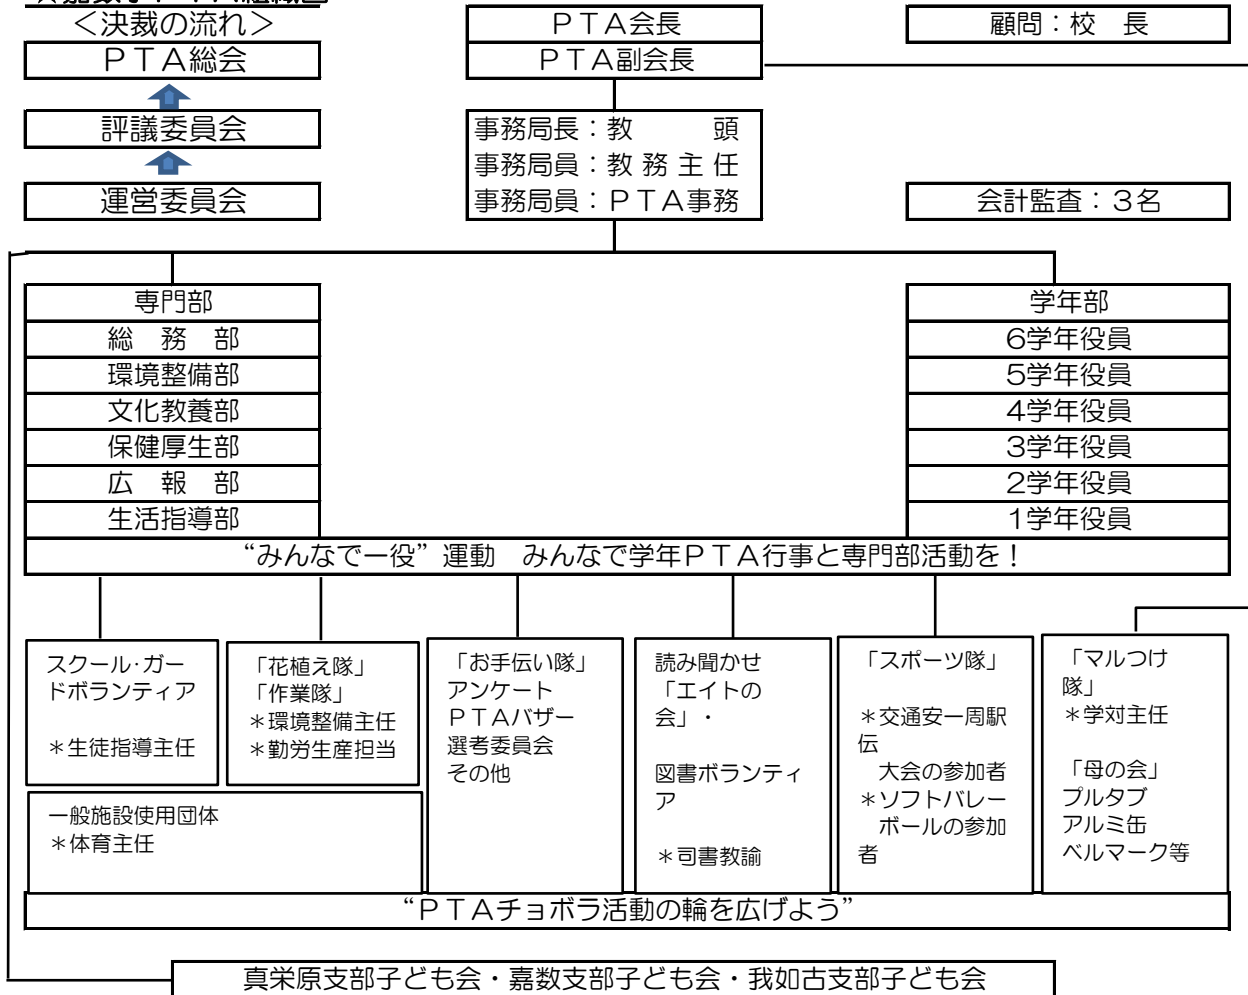 <決裁の流れ>
PTA総会
評議委員会
運営委員会
PTA会長
PTA副会長
事務局長：教　　頭
事務局員：教 務 主 任
事務局員：PTA事務
顧問：校　長
会計監査：3名
専門部
総　務　部
環境整備部
文化教養部
保健厚生部
広　報　部
生活指導部
学年部
6学年役員
5学年役員
4学年役員
3学年役員
2学年役員
1学年役員
“みんなで一役”運動　みんなで学年PTA行事と専門部活動を！
スクール･ガー
ドボランティア
＊生徒指導主任
「花植え隊」
「作業隊」
＊環境整備主任
＊勤労生産担当
一般施設使用団体
＊体育主任
「お手伝い隊」
アンケート
PTAバザー
選考委員会
その他
読み聞かせ
「エイトの
会」・
図書ボランティ
ア
＊司書教諭
「スポーツ隊」
＊交通安一周駅
伝
大会の参加者
＊ソフトバレー
ボールの参加
者
「マルつけ
隊」
＊学対主任
「母の会」
プルタブ
アルミ缶
ベルマーク等
“PTAチョボラ活動の輪を広げよう”
真栄原支部子ども会・嘉数支部子ども会・我如古支部子ども会